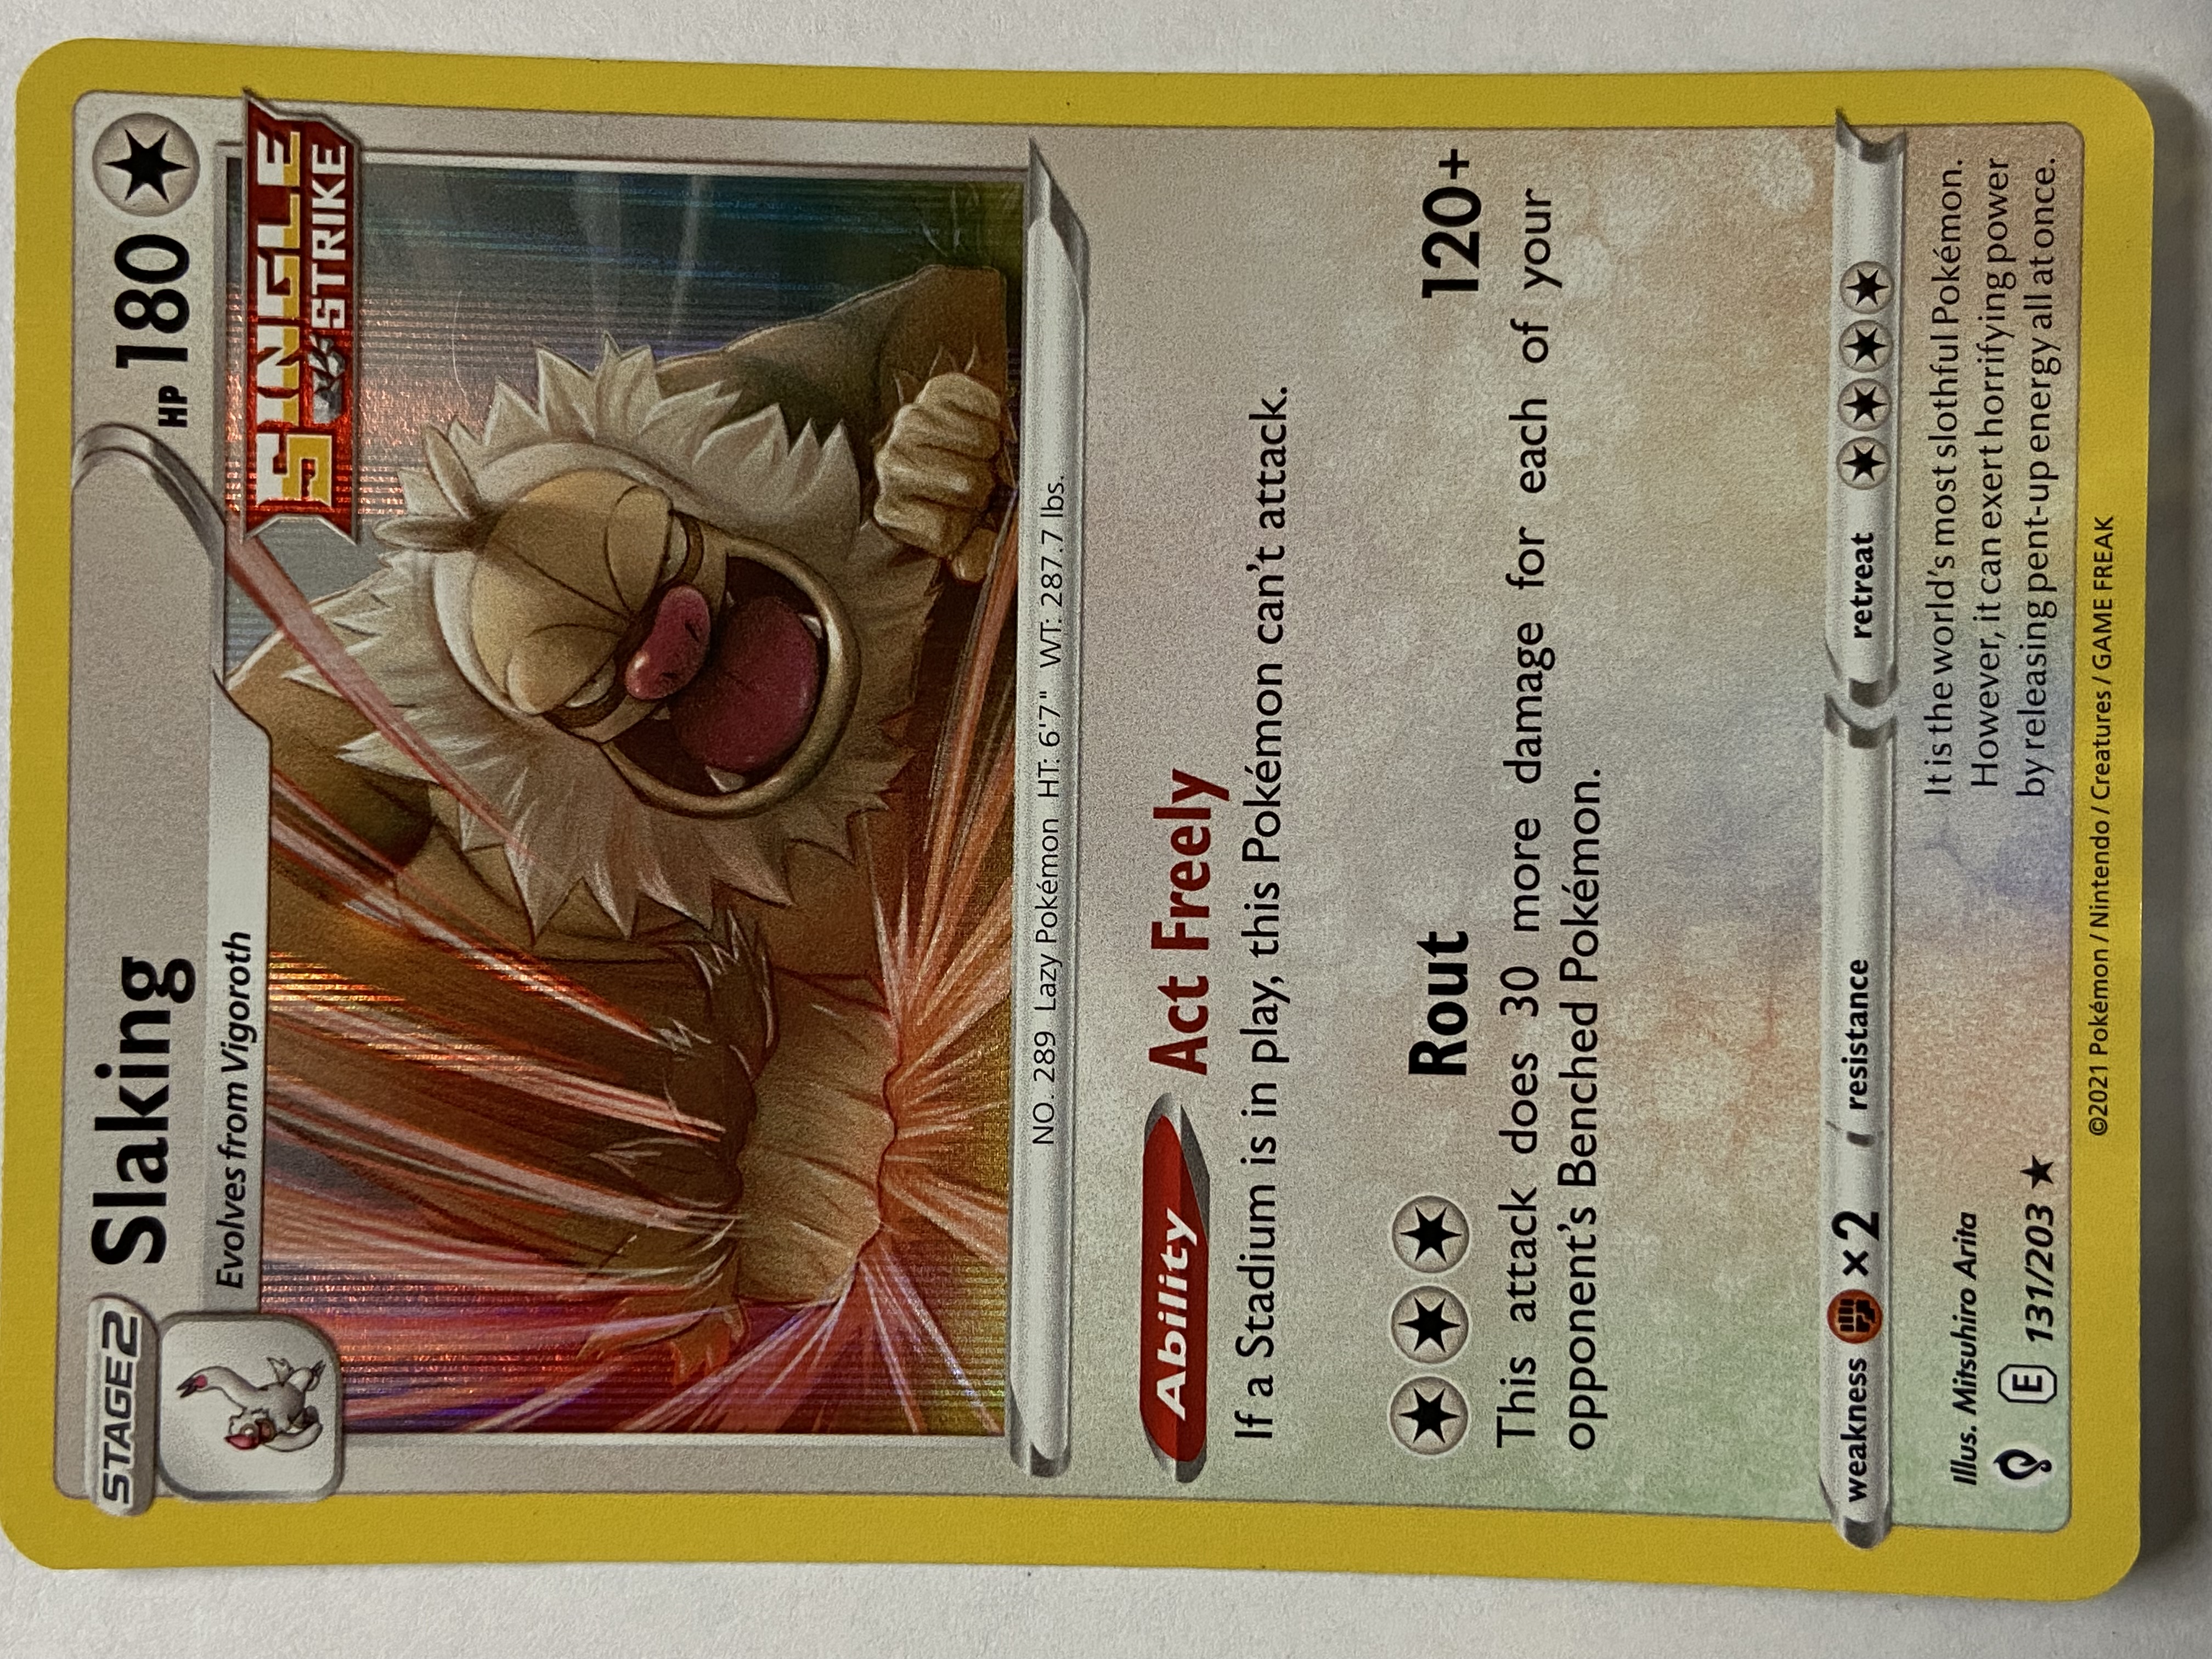 STAGE2
Slaking
HP 180
Evolves from Vigoroth
SINGLE
STRIKE
NO. 289 Lazy Pokémon HT: 6'7" WT: 287.7 lbs.
Ability Act Freely
If a Stadium is in play, this Pokémon can't attack.
Rout 120+
This attack does 30 more damage for each of your
opponent's Benched Pokémon.
weakness ×2 resistance retreat
Illus. Mitsuhiro Arita
E 131/203 ★
It is the world's most slothful Pokémon.
However, it can exert horrifying power
by releasing pent-up energy all at once.
©2021 Pokémon / Nintendo / Creatures / GAME FREAK